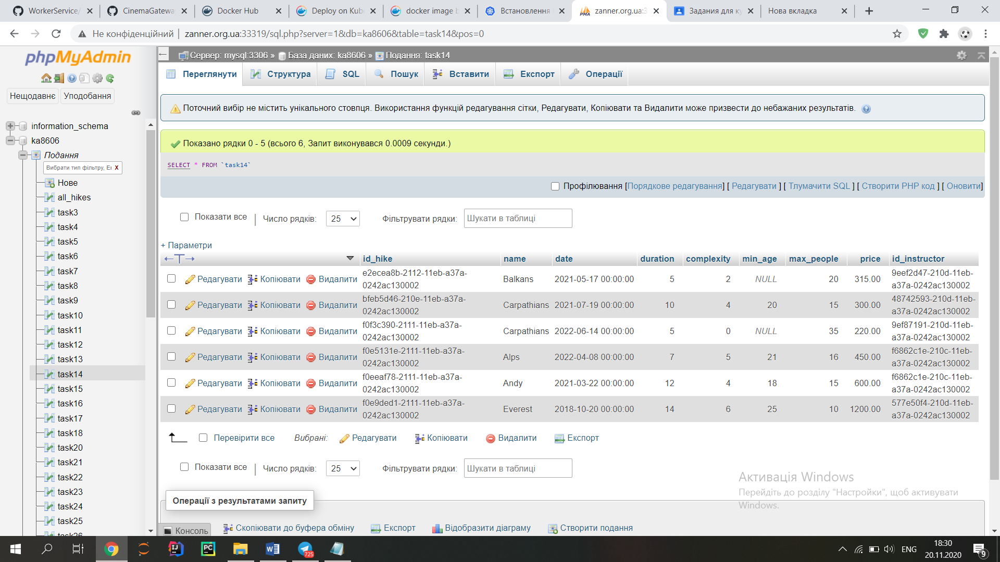 WorkerService/
CinemaGateway
Docker Hub
Deploy on Kub
docker image b
Встановлення
zanner.org.ua:3
Задания для ку
Нова вкладка
Не конфіденційний
zanner.org.ua:33319/sql.php?server=1&db=ka8606&table=task14&pos=0
phpMyAdmin
Нещодавнє
Уподобання
information_schema
ka8606
Подання
Вибрати тип фільтру, Ел X
Нове
all_hikes
task3
task4
task5
task6
task7
task8
task9
task10
task11
task12
task13
task14
task15
task16
task17
task18
task20
task21
task22
task23
task24
task25
task26
Сервер: mysql:3306 » База даних: ka8606 » Подання: task14
Переглянути Структура SQL Пошук Вставити Експорт Операції
Поточний вибір не містить унікального стовпця. Використання функцій редагування сітки, Редагувати, Копіювати та Видалити може призвести до небажаних результатів.
Показано рядки 0 - 5 (всього 6, Запит виконувався 0.0009 секунди.)
SELECT * FROM `task14`
Профілювання [Порядкове редагування] [ Редагувати ] [ Тлумачити SQL ] [ Створити PHP код ] [ Оновити]
Показати все | Число рядків: 25 Фільтрувати рядки: Шукати в таблиці
+ Параметри
←T→ id_hike name date duration complexity min_age max_people price id_instructor
Редагувати Копіювати Видалити e2ecea8b-2112-11eb-a37a-0242ac130002 Balkans 2021-05-17 00:00:00 5 2 NULL 20 315.00 9eef2d47-210d-11eb-a37a-0242ac130002
Редагувати Копіювати Видалити bfeb5d46-210e-11eb-a37a-0242ac130002 Carpathians 2021-07-19 00:00:00 10 4 20 15 300.00 48742593-210d-11eb-a37a-0242ac130002
Редагувати Копіювати Видалити f0f3c390-2111-11eb-a37a-0242ac130002 Carpathians 2022-06-14 00:00:00 5 0 NULL 35 220.00 9ef87191-210d-11eb-a37a-0242ac130002
Редагувати Копіювати Видалити f0e5131e-2111-11eb-a37a-0242ac130002 Alps 2022-04-08 00:00:00 7 5 21 16 450.00 f6862c1e-210c-11eb-a37a-0242ac130002
Редагувати Копіювати Видалити f0eeaf78-2111-11eb-a37a-0242ac130002 Andy 2021-03-22 00:00:00 12 4 18 15 600.00 f6862c1e-210c-11eb-a37a-0242ac130002
Редагувати Копіювати Видалити f0e9ded1-2111-11eb-a37a-0242ac130002 Everest 2018-10-20 00:00:00 14 6 25 10 1200.00 577e50f4-210d-11eb-a37a-0242ac130002
Перевірити все Вибрані: Редагувати Копіювати Видалити Експорт
Показати все | Число рядків: 25 Фільтрувати рядки: Шукати в таблиці
Активація Windows
Перейдіть до розділу "Настройки", щоб активувати
Windows.
Операції з результатами запиту
Консоль
Скопіювати до буфера обміну Експорт Відобразити діаграму Створити подання
725
ENG
18:30
20.11.2020
9